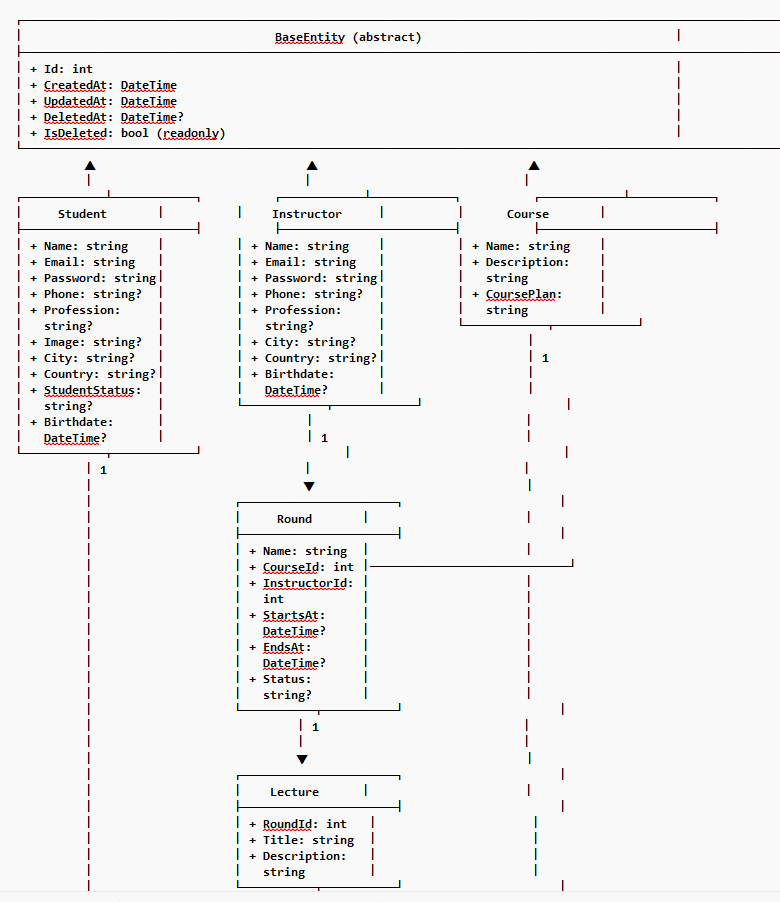 BaseEntity (abstract)
+ Id: int
+ CreatedAt: DateTime
+ UpdatedAt: DateTime
+ DeletedAt: DateTime?
+ IsDeleted: bool (readonly)
Student
+ Name: string
+ Email: string
+ Password: string
+ Phone: string?
+ Profession:
string?
+ Image: string?
+ City: string?
+ Country: string?
+ StudentStatus:
string?
+ Birthdate:
DateTime?
1
Instructor
+ Name: string
+ Email: string
+ Password: string
+ Phone: string?
+ Profession:
string?
+ City: string?
+ Country: string?
+ Birthdate:
DateTime?
1
Course
+ Name: string
+ Description:
string
+ CoursePlan:
string
1
Round
+ Name: string
+ CourseId: int
+ InstructorId:
int
+ StartsAt:
DateTime?
+ EndsAt:
DateTime?
+ Status:
string?
1
Lecture
+ RoundId: int
+ Title: string
+ Description:
string